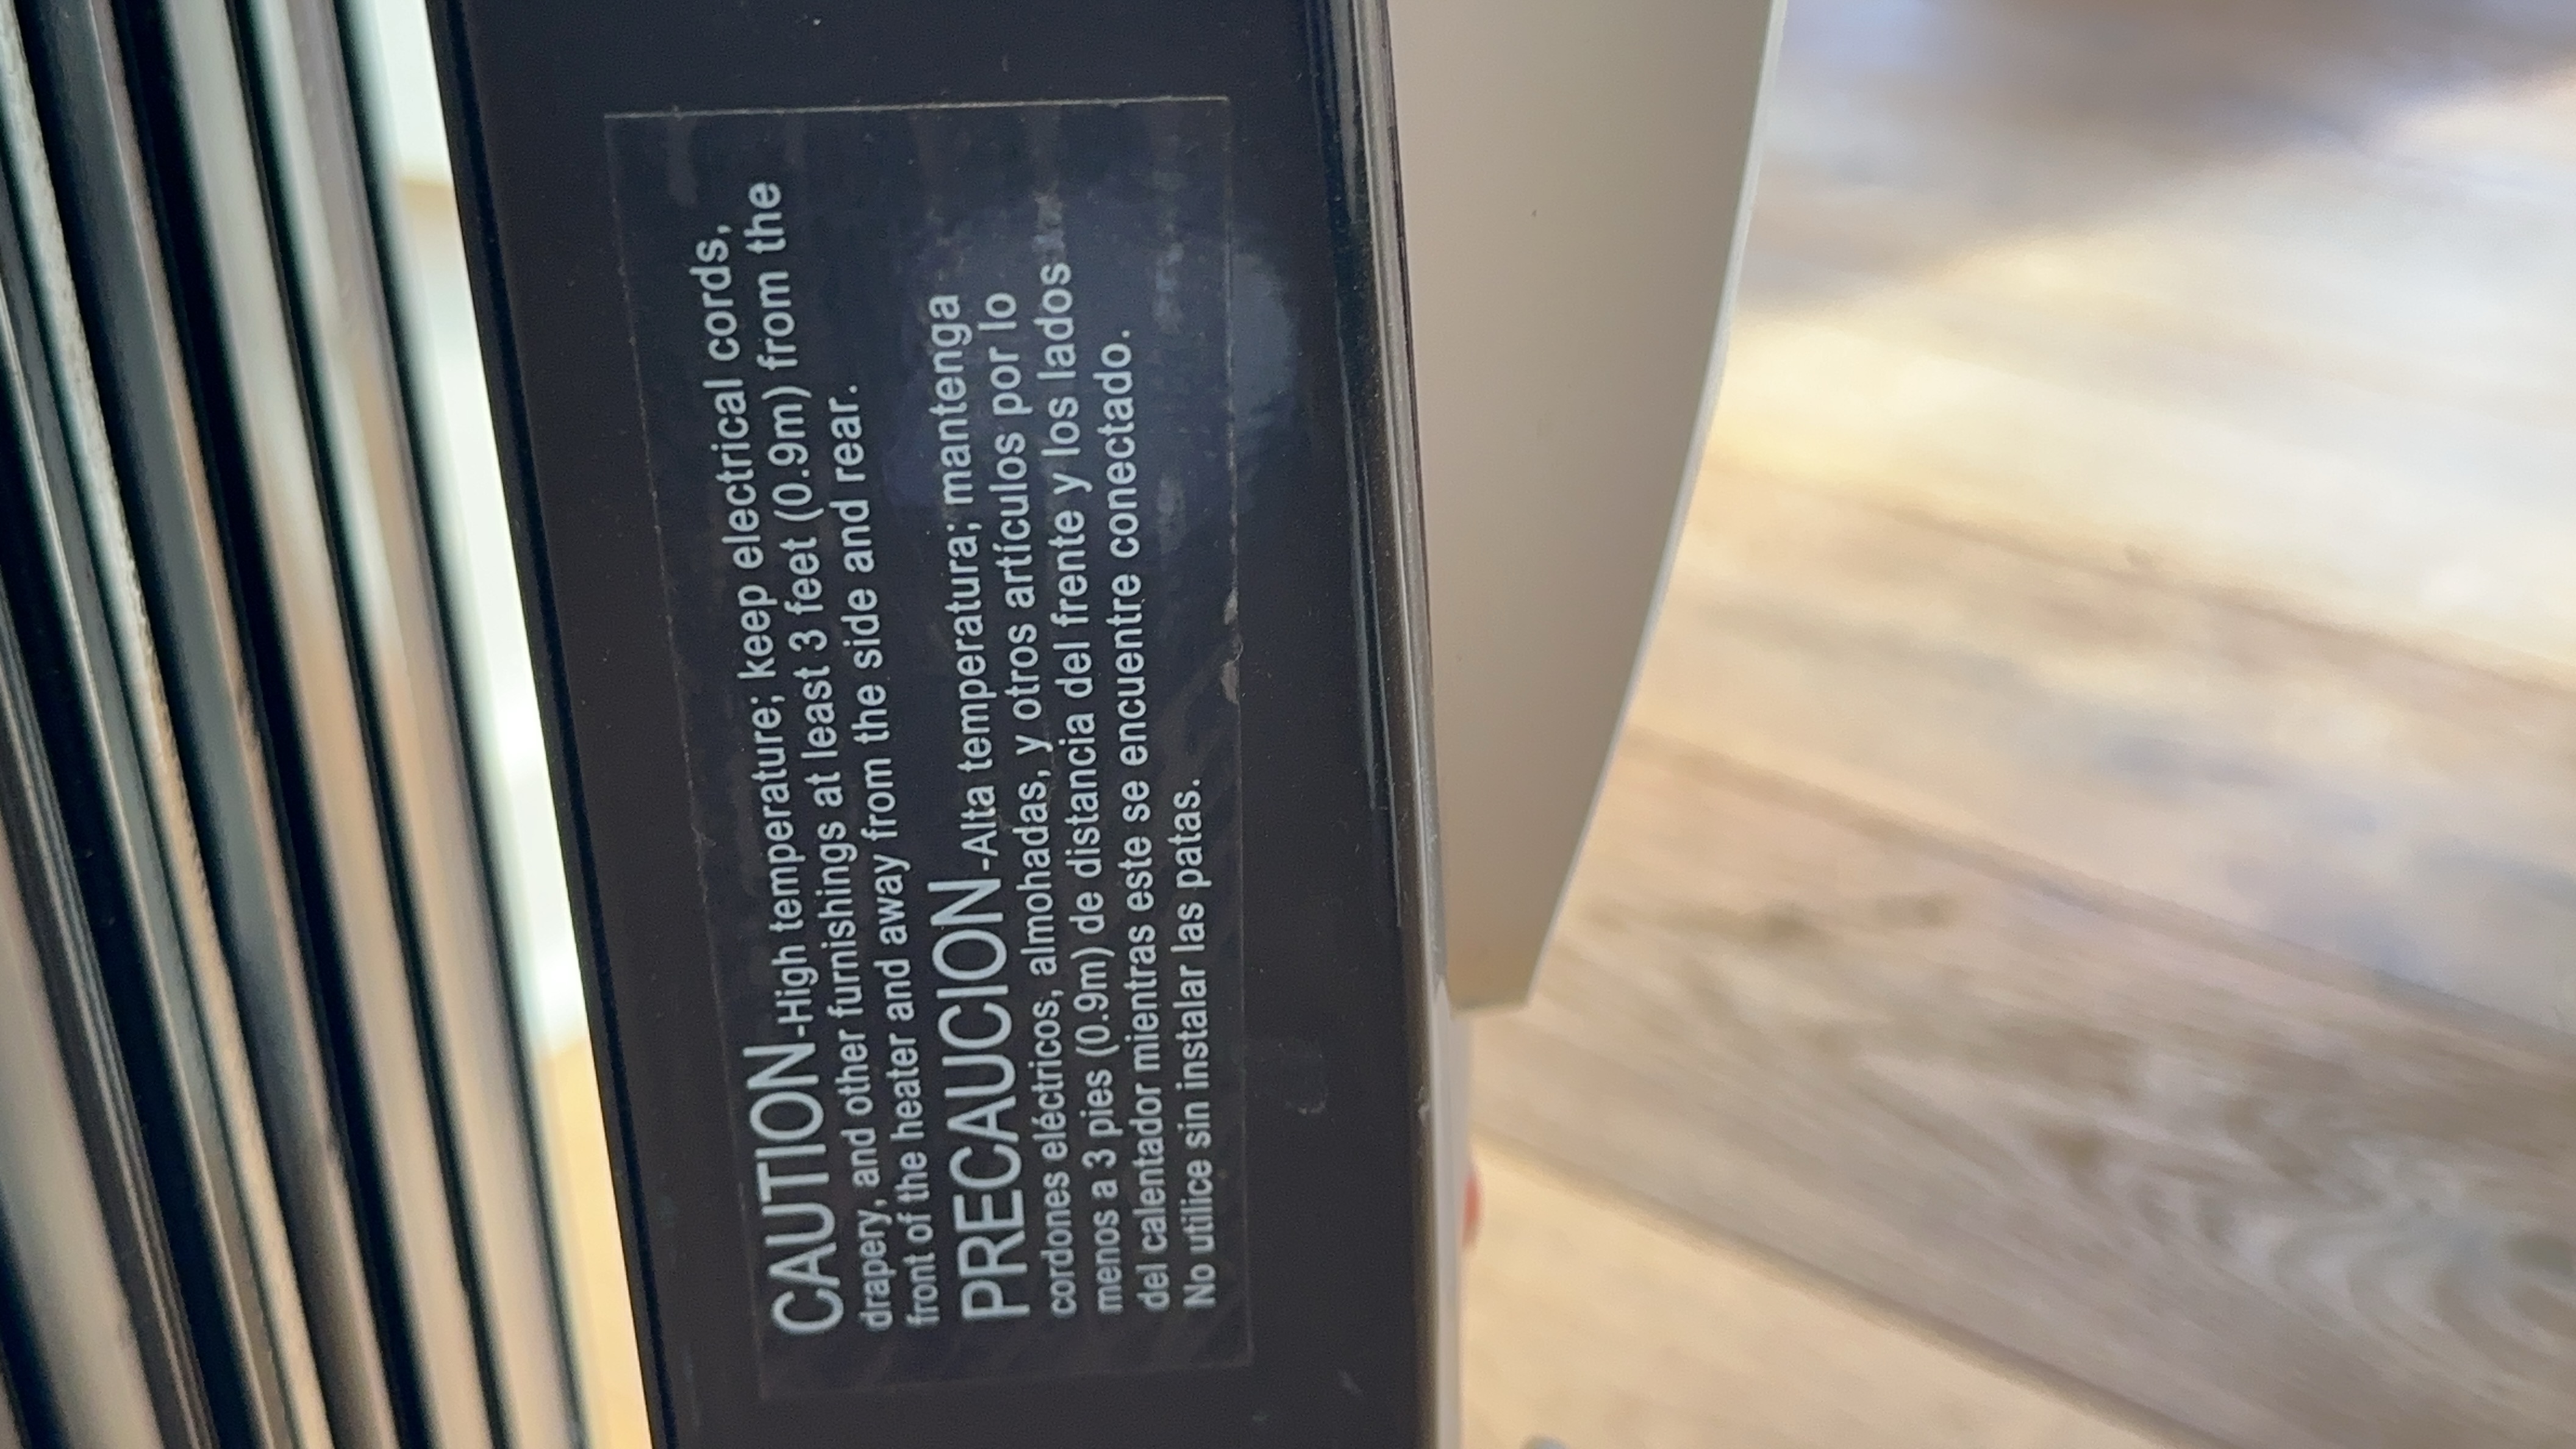 CAUTION-High temperature; keep electrical cords,
drapery, and other furnishings at least 3 feet (0.9m) from the
front of the heater and away from the side and rear.
PRECAUCION-Alta temperatura; mantenga
cordones eléctricos, almohadas, y otros artículos por lo
menos a 3 pies (0.9m) de distancia del frente y los lados
del calentador mientras este se encuentre conectado.
No utilice sin instalar las patas.